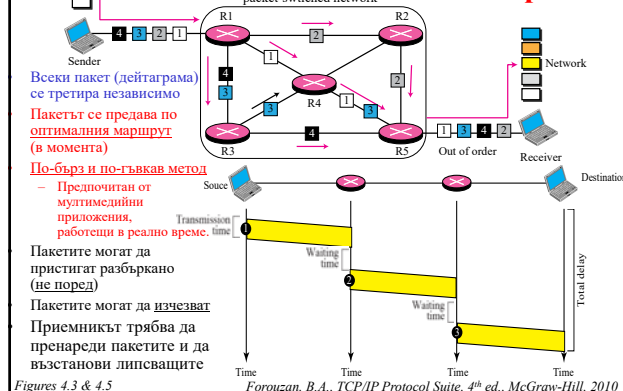 packet-switched network
R1
R2
4 3 2 1
2
Sender
1
4
3
R4
3
1
3
2
Network
Всеки пакет (дейтаграма)
се третира независимо
Пакетът се предава по
оптималния маршрут
(в момента)
4
R3
R5
1 3 4 2
Out of order
Receiver
По-бърз и по-гъвкав метод
– Предпочитан от
мултимедийни
приложения,
работещи в реално време.
Souce
Destination
Transmission
time
1
Waiting
time
2
Waiting
time
3
Total delay
Пакетите могат да
пристигат разбъркано
(не поред)
Пакетите могат да изчезват
Приемникът трябва да
пренареди пакетите и да
възстанови липсващите
Time
Time
Time
Time
Figures 4.3 & 4.5
Forouzan, B.A., TCP/IP Protocol Suite, 4th ed., McGraw-Hill, 2010